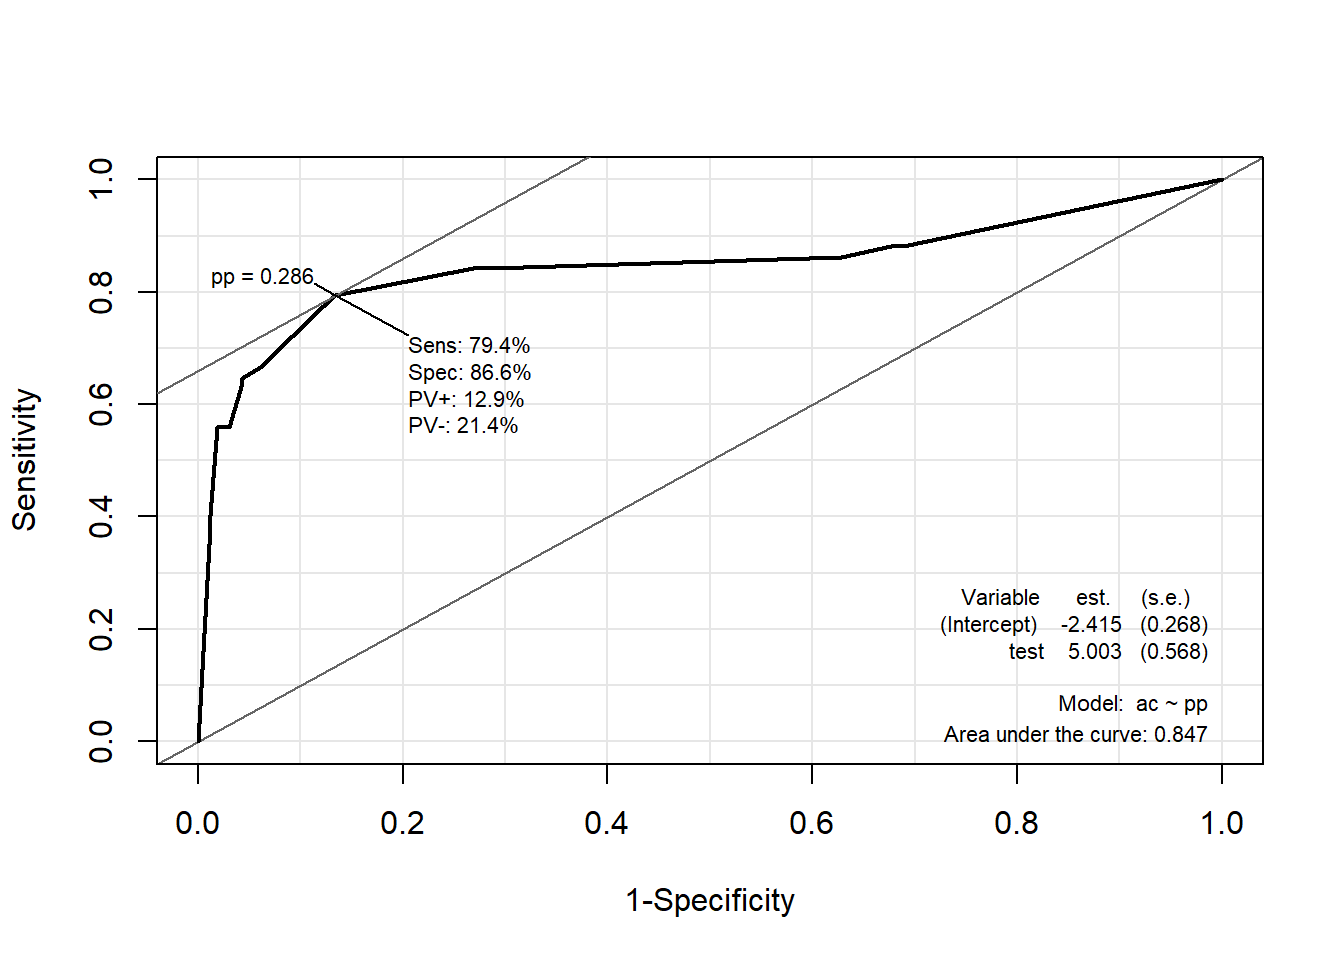 1.0
0.8
0.6
0.4
0.2
0.0
Sensitivity
pp = 0.286
Sens: 79.4%
Spec: 86.6%
PV+: 12.9%
PV-: 21.4%
Variable est. (s.e.)
(Intercept) -2.415 (0.268)
test 5.003 (0.568)
Model: ac ~ pp
Area under the curve: 0.847
0.0 0.2 0.4 0.6 0.8 1.0
1-Specificity